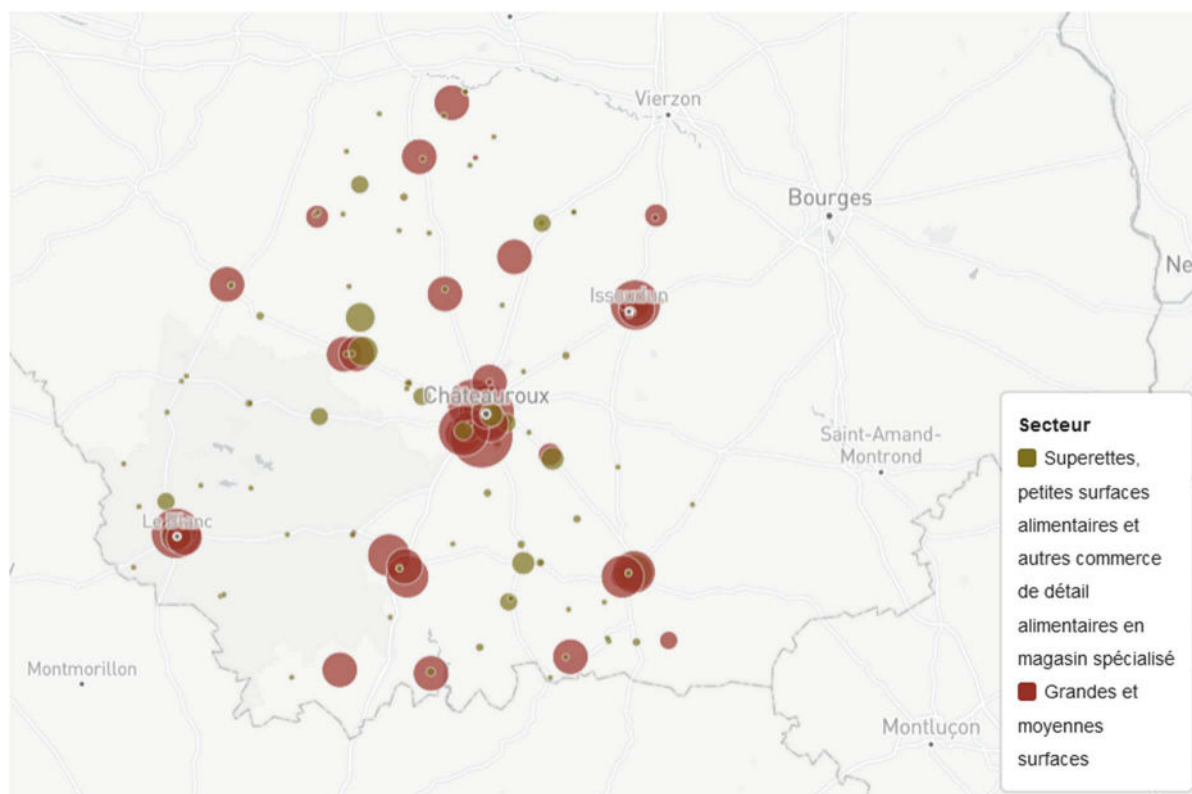 Vierzon
Bourges
Ne
Issoudun
Châteauroux
Saint-Amand-
Montrond
Le Blanc
Montmorillon
Montluçon
Secteur
Superettes,
petites surfaces
alimentaires et
autres commerce
de détail
alimentaires en
magasin spécialisé
Grandes et
moyennes
surfaces